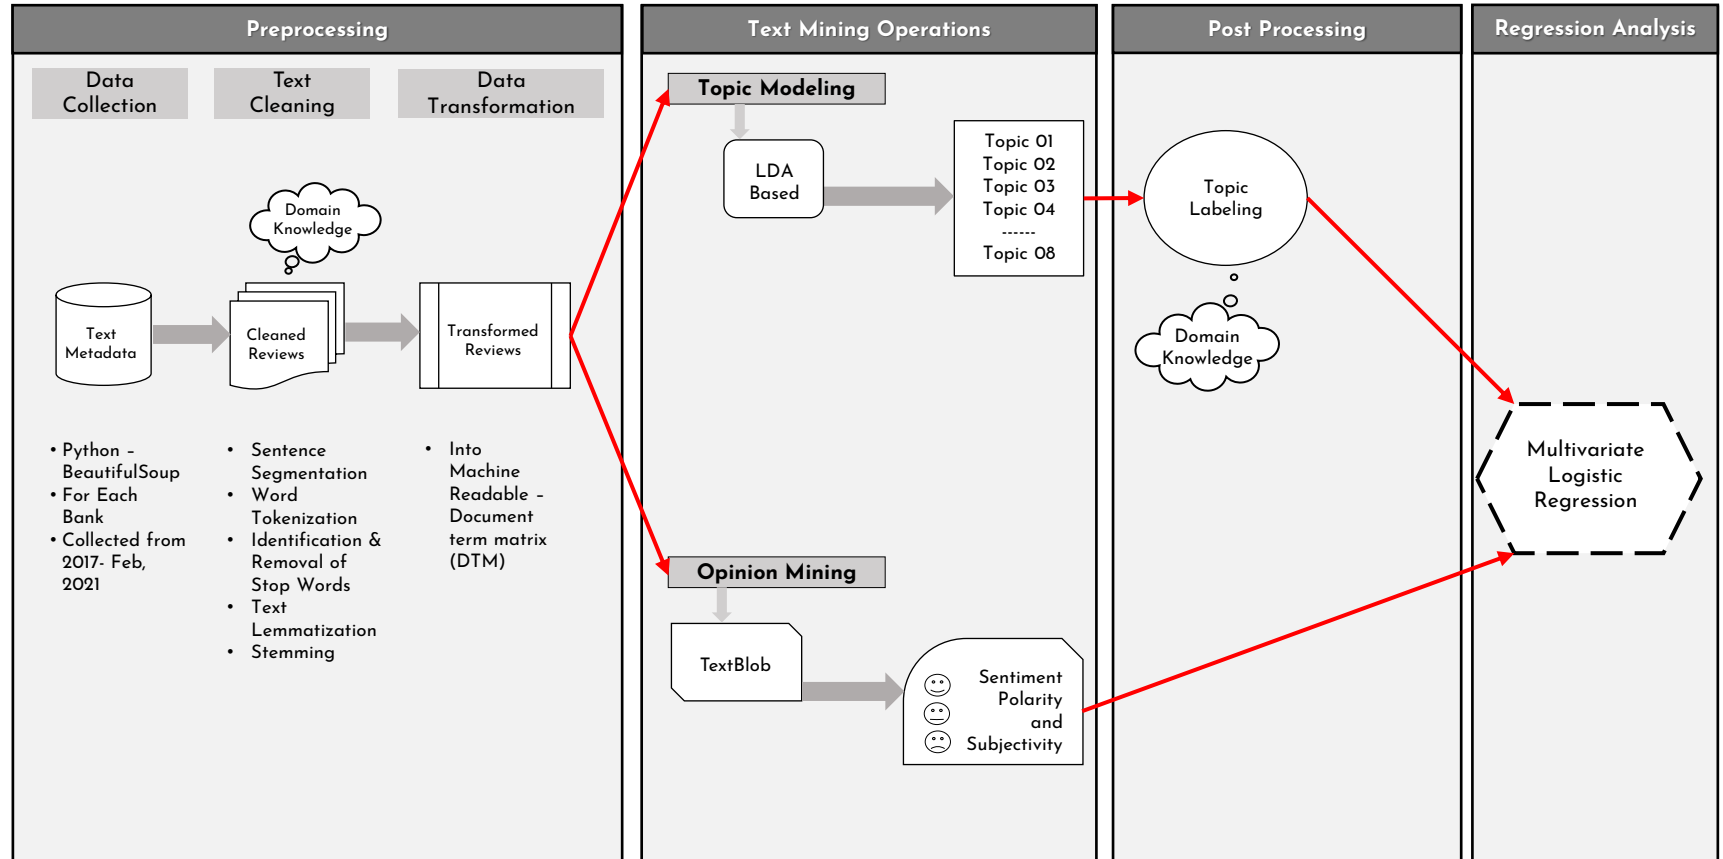 Preprocessing
Data
Collection
Text
Cleaning
Data
Transformation
Domain
Knowledge
Text
Metadata
Cleaned
Reviews
Transformed
Reviews
• Python –
BeautifulSoup
• For Each
Bank
• Collected from
2017- Feb,
2021
• Sentence
Segmentation
• Word
Tokenization
• Identification &
Removal of
Stop Words
• Text
Lemmatization
• Stemming
• Into
Machine
Readable –
Document
term matrix
(DTM)
Text Mining Operations
Topic Modeling
LDA
Based
Topic 01
Topic 02
Topic 03
Topic 04
------
Topic 08
Opinion Mining
TextBlob
Sentiment
Polarity
and
Subjectivity
Post Processing
Topic
Labeling
Domain
Knowledge
Regression Analysis
Multivariate
Logistic
Regression